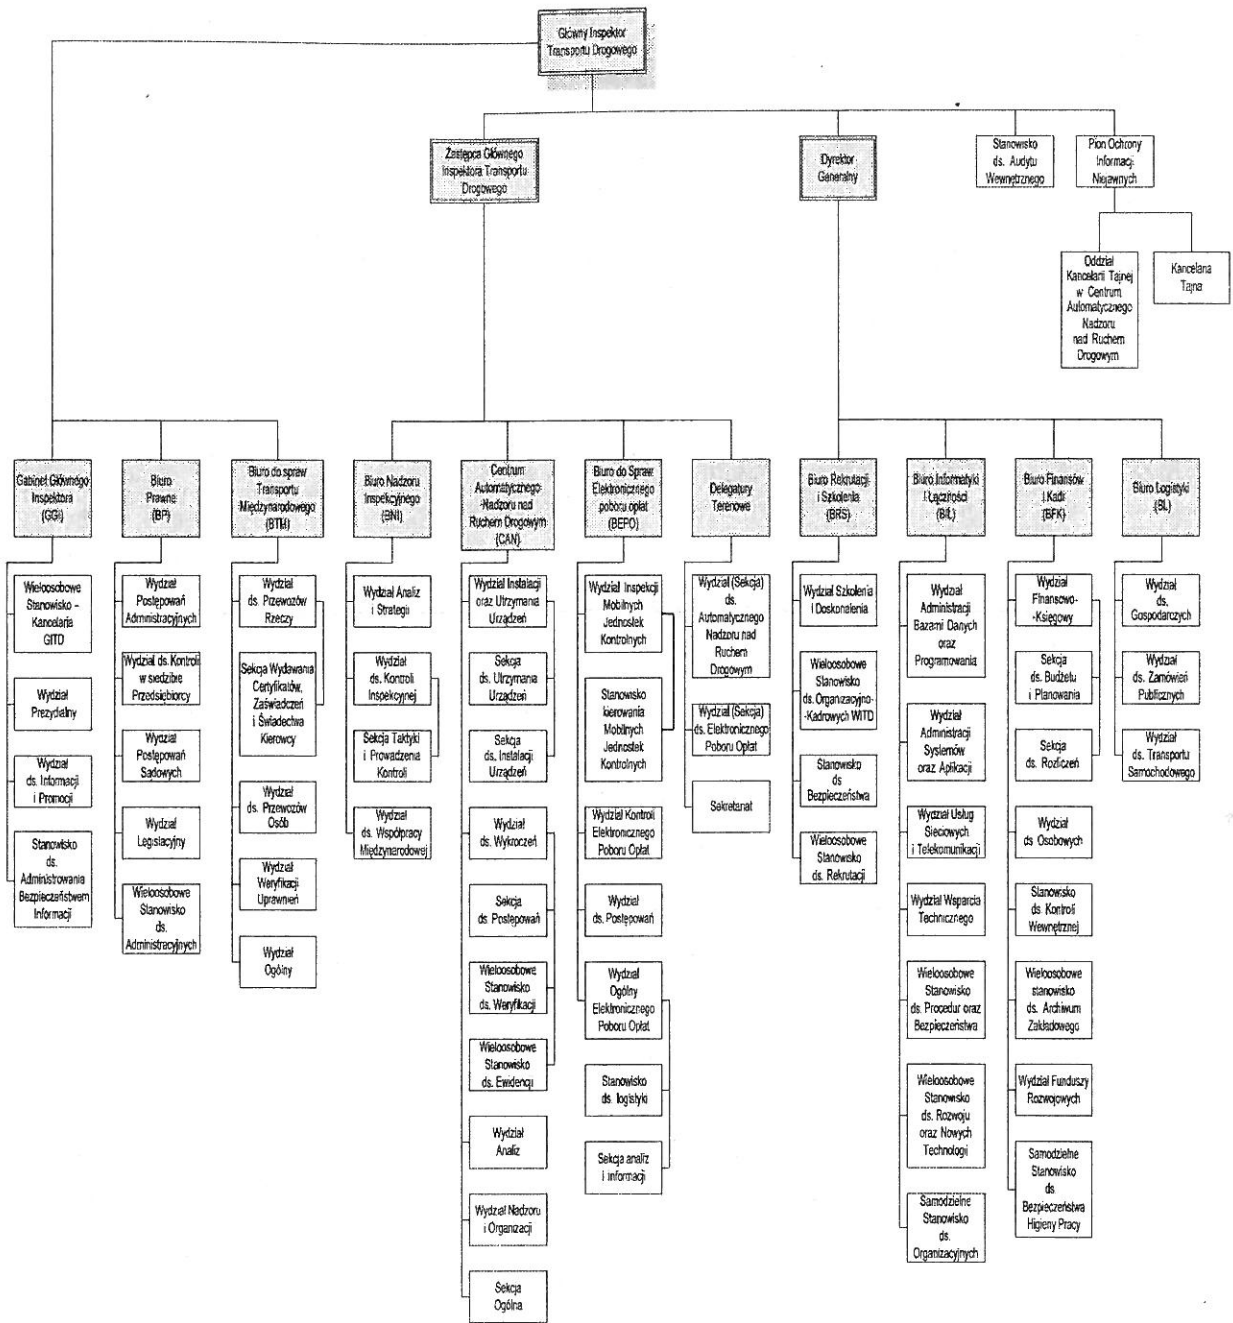 Główny Inspektor
Transportu Drogowego
Zastępca Głównego
Inspektora Transportu
Drogowego
Dyrektor
Generalny
Stanowisko
ds. Audytu
Wewnętrznego
Pion Ochrony
Informacji
Niejawnych
Oddział
Kancelarii Tajnej
w Centrum
Automatycznego
Nadzoru
nad Ruchem
Drogowym
Kancelaria
Tajna
Gabinet Głównego
Inspektora
(GGI)
Biuro
Prawne
(BP)
Biuro do spraw
Transportu
Międzynarodowego
(BTM)
Biuro Nadzoru
Inspekcyjnego
(BNI)
Centrum
Automatycznego
Nadzoru nad
Ruchem Drogowym
(CAN)
Biuro do Spraw
Elektronicznego
poboru opłat
(BEPO)
Delegatury
Terenowe
Biuro Rekrutacji
i Szkolenia
(BRS)
Biuro Informatyki
i Łączności
(BIŁ)
Biuro Finansów
i Kadr
(BFK)
Biuro Logistyki
(BL)
Wieloosobowe
Stanowisko –
Kancelaria
GITD
Wydział
Prezydialny
Wydział
ds. Informacji
i Promocji
Stanowisko
ds.
Administrowania
Bezpieczeństwem
Informacji
Wydział
Postępowań
Administracyjnych
Wydział ds. Kontroli
w siedzibie
Przedsiębiorcy
Wydział
Postępowań
Sądowych
Wydział
Legislacyjny
Wieloosobowe
Stanowisko
ds.
Administracyjnych
Wydział
ds. Przewozów
Rzeczy
Sekcja Wydawania
Certyfikatów,
Zaświadczeń
i Świadectwa
Kierowcy
Wydział
ds. Przewozów
Osób
Wydział
Weryfikacji
Uprawnień
Wydział
Ogólny
Wydział Analiz
i Strategii
Wydział
ds. Kontroli
Inspekcyjnej
Sekcja Taktyki
i Prowadzenia
Kontroli
Wydział
ds. Współpracy
Międzynarodowej
Wydział Instalacji
oraz Utrzymania
Urządzeń
Sekcja
ds. Utrzymania
Urządzeń
Sekcja
ds. Instalacji
Urządzeń
Wydział
ds. Wykroczeń
Sekcja
ds. Postępowań
Wieloosobowe
Stanowisko
ds. Weryfikacji
Wieloosobowe
Stanowisko
ds. Ewidencji
Wydział
Analiz
Wydział Nadzoru
i Organizacji
Sekcja
Ogólna
Wydział Inspekcji
Mobilnych
Jednostek
Kontrolnych
Stanowisko
kierowania
Mobilnych
Jednostek
Kontrolnych
Wydział Kontroli
Elektronicznego
Poboru Opłat
Wydział
ds. Postępowań
Wydział
Ogólny
Elektronicznego
Poboru Opłat
Stanowisko
ds. logistyki
Sekcja analiz
i informacji
Wydział (Sekcja)
ds.
Automatycznego
Nadzoru nad
Ruchem
Drogowym
Wydział (Sekcja)
ds. Elektronicznego
Poboru Opłat
Sekretariat
Wydział Szkolenia
i Doskonalenia
Wieloosobowe
Stanowisko
ds. Organizacyjno-
-Kadrowych WITD
Stanowisko
ds
Bezpieczeństwa
Wieloosobowe
Stanowisko
ds. Rekrutacji
Wydział
Administracji
Bazami Danych
oraz
Programowania
Wydział
Administracji
Systemów
oraz Aplikacji
Wydział Usług
Sieciowych
i Telekomunikacji
Wydział Wsparcia
Technicznego
Wieloosobowe
Stanowisko
ds. Procedur oraz
Bezpieczeństwa
Wieloosobowe
Stanowisko
ds. Rozwoju
oraz Nowych
Technologi
Samodzielne
Stanowisko
ds.
Organizacyjnych
Wydział
Finansowo-
-Księgowy
Sekcja
ds. Budżetu
i Planowania
Sekcja
ds. Rozliczeń
Wydział
ds Osobowych
Stanowisko
ds Kontroli
Wewnętrznej
Wieloosobowe
stanowisko
ds. Archiwum
Zakładowego
Wydział Funduszy
Rozwojowych
Samodzielne
Stanowisko
ds
Bezpieczeństwa
Higieny Pracy
Wydział
ds.
Gospodarczych
Wydział
ds. Zamówień
Publicznych
Wydział
ds. Transportu
Samochodowego